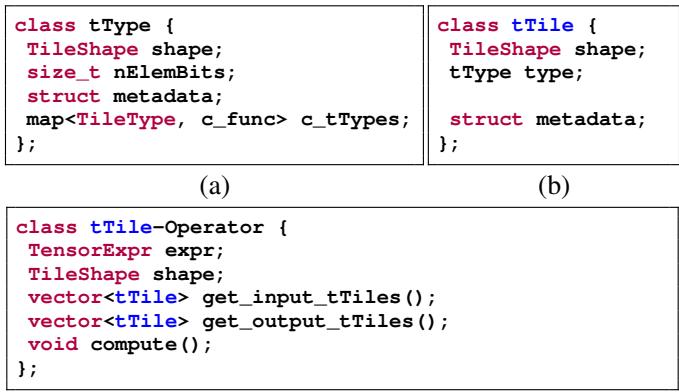 class tType {
TileShape shape;
size_t nElemBits;
struct metadata;
map<TileType, c_func> c_tTypes;
};
(a)
class tTile {
TileShape shape;
tType type;
struct metadata;
};
(b)
class tTile-Operator {
TensorExpr expr;
TileShape shape;
vector<tTile> get_input_tTiles();
vector<tTile> get_output_tTiles();
void compute();
};